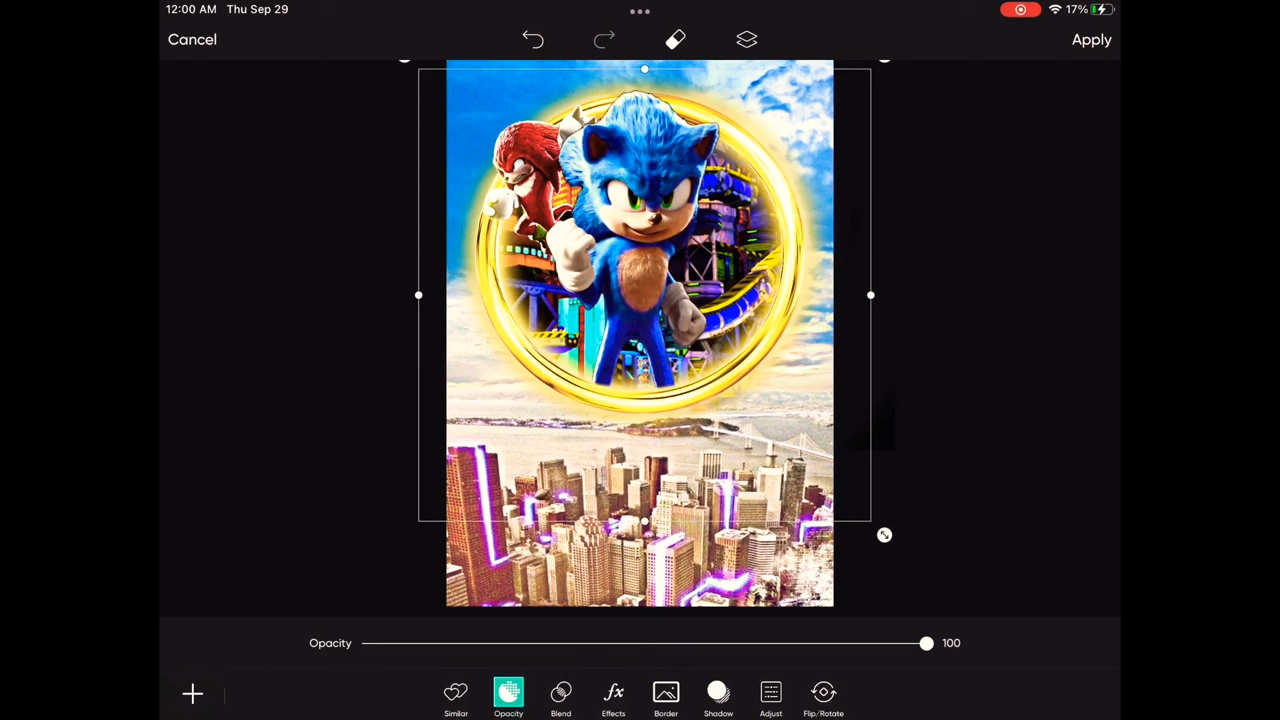 12:00 AM Thu Sep 29
17%
Cancel
Apply
Opacity 100
Similar Opacity Blend fx Effects Border Shadow Adjust Flip/Rotate